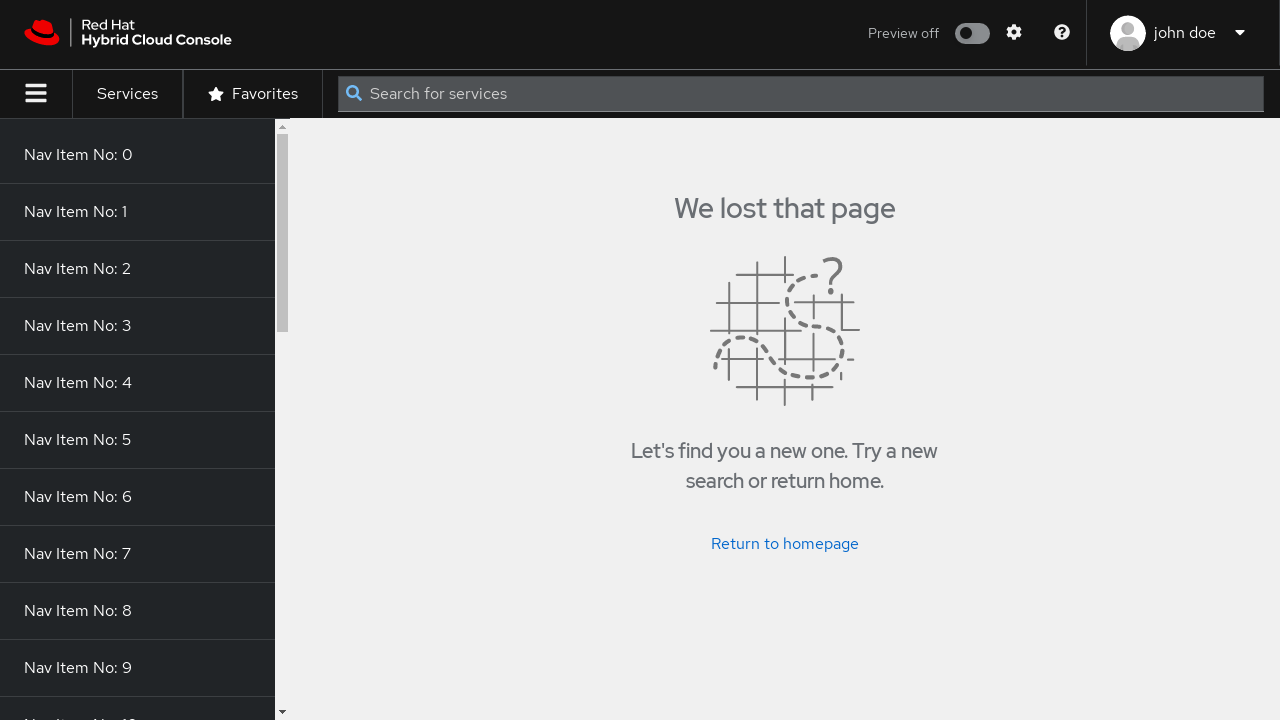 Red Hat
Hybrid Cloud Console
Preview off
john doe
Services
Favorites
Search for services
Nav Item No: 0
Nav Item No: 1
Nav Item No: 2
Nav Item No: 3
Nav Item No: 4
Nav Item No: 5
Nav Item No: 6
Nav Item No: 7
Nav Item No: 8
Nav Item No: 9
We lost that page
?
Let's find you a new one. Try a new
search or return home.
Return to homepage